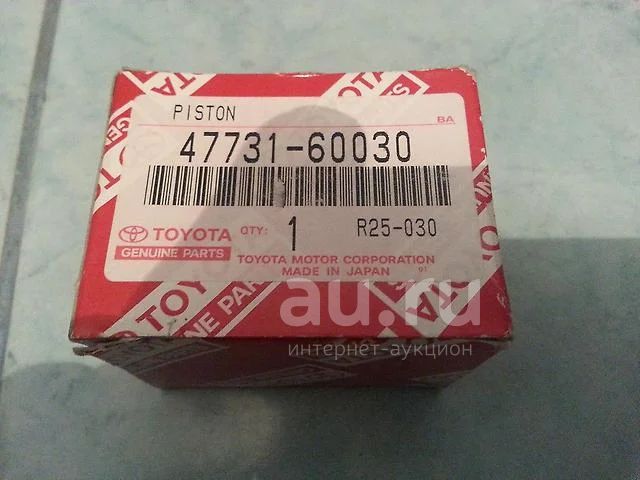 PISTON
BA
47731-60030
TOYOTA
GENUINE PARTS
QTY: 1
R25-030
TOYOTA MOTOR CORPORATION
MADE IN JAPAN
91
au.ru
интернет-аукцион